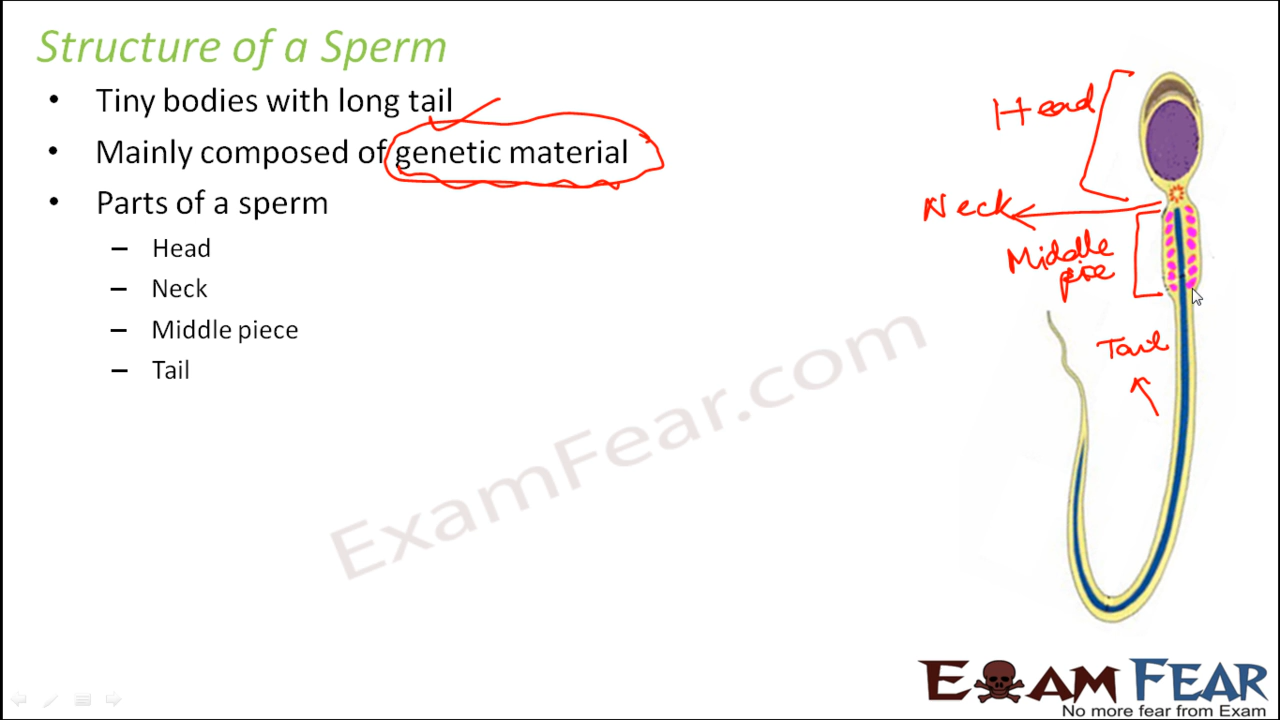 Structure of a Sperm
• Tiny bodies with long tail
• Mainly composed of genetic material
• Parts of a sperm
– Head
– Neck
– Middle piece
– Tail
Head
Neck
Middle
Tail
ExamFear.com
EXAM FEAR
No more fear from Exam